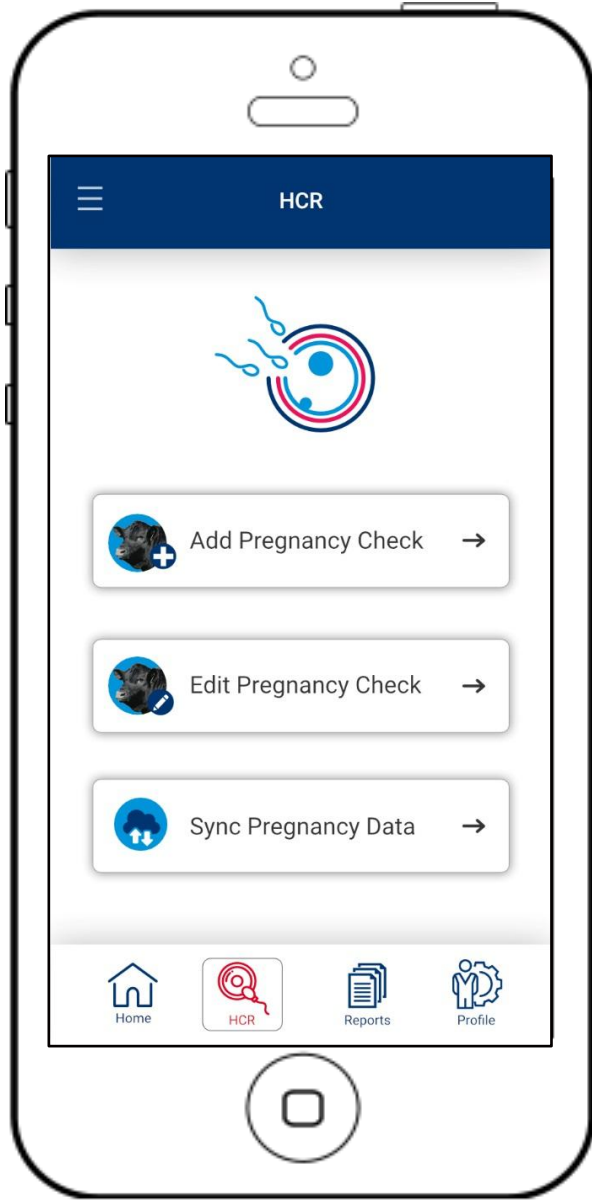 HCR
Add Pregnancy Check
Edit Pregnancy Check
Sync Pregnancy Data
Home
HCR
Reports
Profile